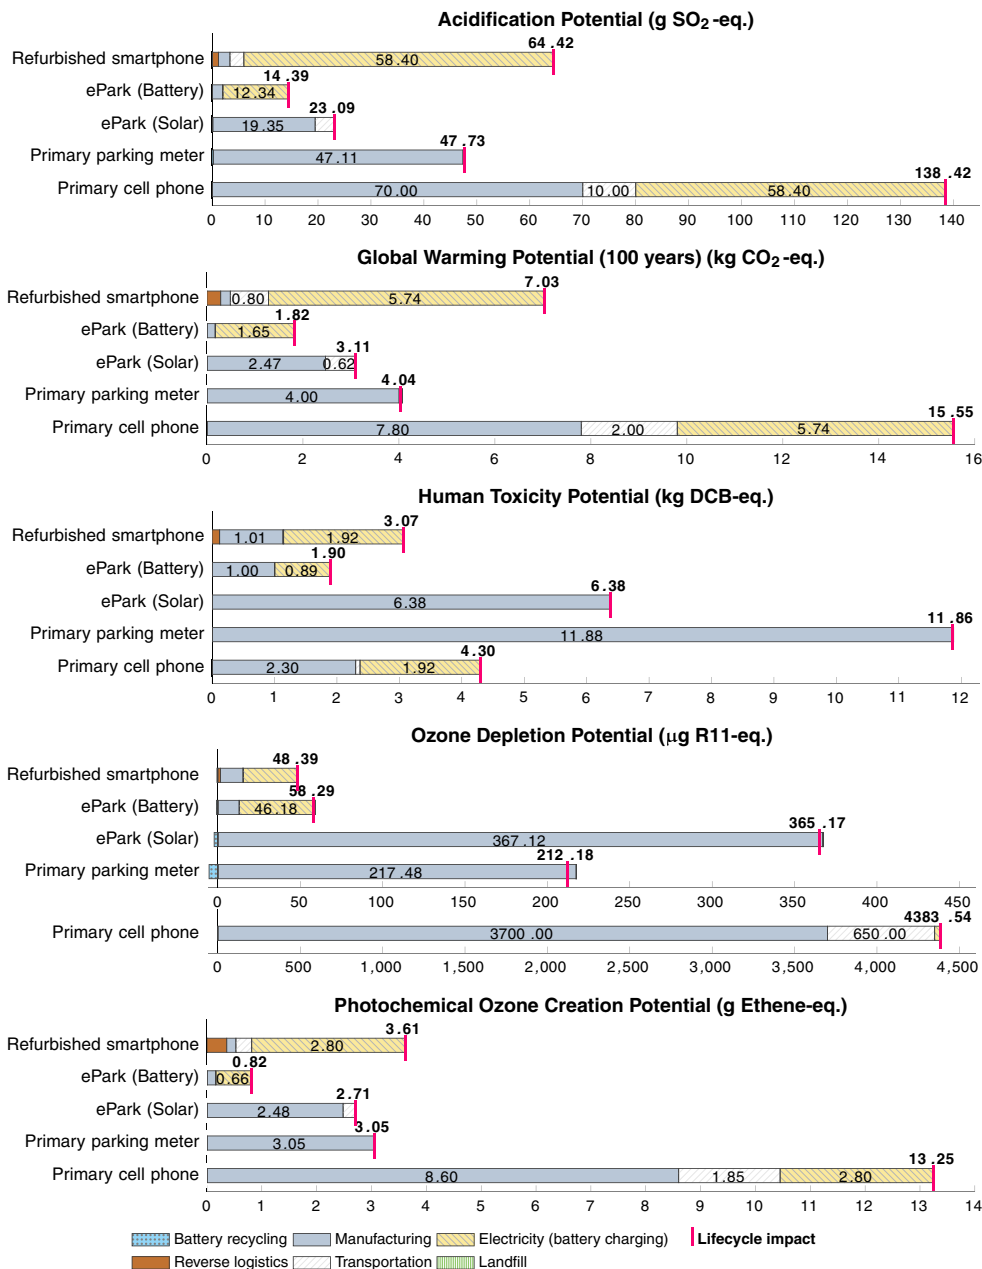 Acidification Potential (g SO2-eq.)
Refurbished smartphone 58.40 64.42
ePark (Battery) 12.34 14.39
ePark (Solar) 19.35 23.09
Primary parking meter 47.11 47.73
Primary cell phone 70.00 10.00 58.40 138.42
0 10 20 30 40 50 60 70 80 90 100 110 120 130 140
Global Warming Potential (100 years) (kg CO2-eq.)
Refurbished smartphone 0.80 5.74 7.03
ePark (Battery) 1.65 1.82
ePark (Solar) 2.47 0.62 3.11
Primary parking meter 4.00 4.04
Primary cell phone 7.80 2.00 5.74 15.55
0 2 4 6 8 10 12 14 16
Human Toxicity Potential (kg DCB-eq.)
Refurbished smartphone 1.01 1.92 3.07
ePark (Battery) 1.00 0.89 1.90
ePark (Solar) 6.38 6.38
Primary parking meter 11.88 11.86
Primary cell phone 2.30 1.92 4.30
0 1 2 3 4 5 6 7 8 9 10 11 12
Ozone Depletion Potential (µg R11-eq.)
Refurbished smartphone 48.39
ePark (Battery) 46.18 58.29
ePark (Solar) 367.12 365.17
Primary parking meter 217.48 212.18
0 50 100 150 200 250 300 350 400 450
Primary cell phone 3700.00 650.00 4383.54
0 500 1,000 1,500 2,000 2,500 3,000 3,500 4,000 4,500
Photochemical Ozone Creation Potential (g Ethene-eq.)
Refurbished smartphone 2.80 3.61
ePark (Battery) 0.66 0.82
ePark (Solar) 2.48 2.71
Primary parking meter 3.05 3.05
Primary cell phone 8.60 1.85 2.80 13.25
0 1 2 3 4 5 6 7 8 9 10 11 12 13 14
Battery recycling Manufacturing Electricity (battery charging) Lifecycle impact
Reverse logistics Transportation Landfill